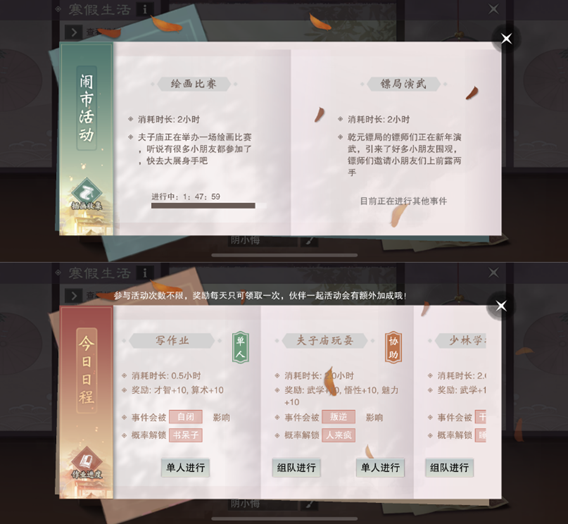 寒假生活
闹市活动
绘画比赛
消耗时长: 2小时
夫子庙正在举办一场绘画比赛
，听说有很多小朋友都参加了
，快去大展身手吧
进行中：1；47；59
镖局演武
消耗时长: 2小时
乾元镖局的镖师们正在新年演
武，引来了好多小朋友围观，
镖师们邀请小朋友们上前露两
手
目前正在进行其他事件
寒假生活
参与活动次数不限，奖励每天只可领取一次，伙伴一起活动会有额外加成哦！
今日日程
作业进度
写作业
单人
消耗时长: 0.5小时
奖励: 才智+10, 算术+10
事件会被 自闭 影响
概率解锁 书呆子
单人进行
夫子庙玩耍
协助
消耗时长: 2.0小时
奖励: 武学+10, 悟性+10, 魅力
+10
事件会被 叛逆 影响
概率解锁 人来疯
组队进行
单人进行
少林学
消耗时长: 2.
奖励: 武学+1
事件会被
概率解锁
组队进行